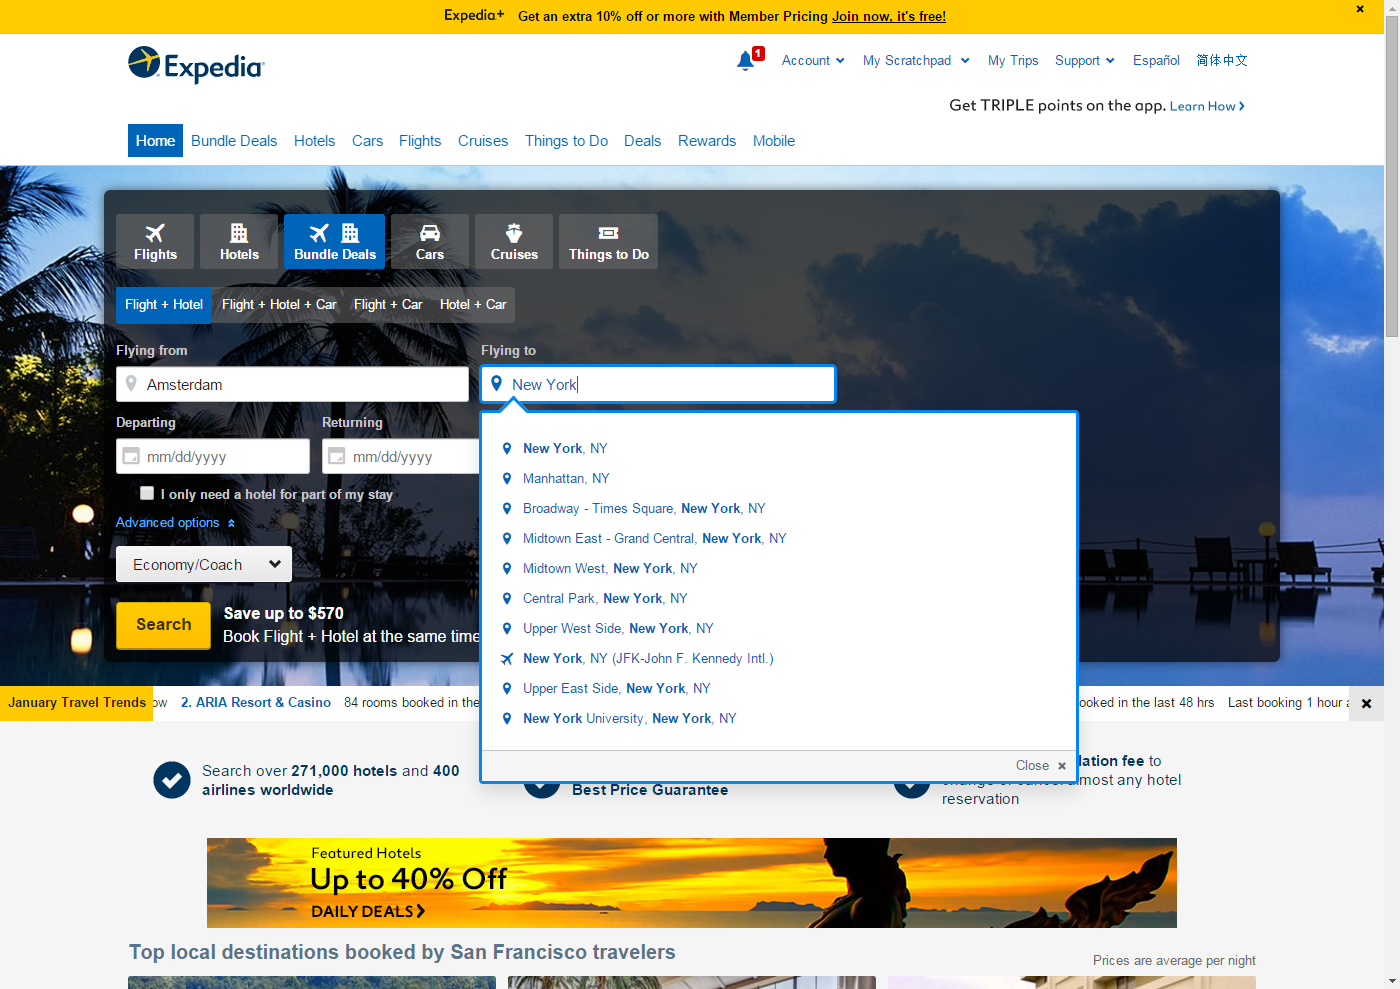 Expedia+ Get an extra 10% off or more with Member Pricing Join now, it's free!
Expedia
1
Account My Scratchpad My Trips Support Español 简体中文
Get TRIPLE points on the app. Learn How
Home Bundle Deals Hotels Cars Flights Cruises Things to Do Deals Rewards Mobile
Flights Hotels Bundle Deals Cars Cruises Things to Do
Flight + Hotel Flight + Hotel + Car Flight + Car Hotel + Car
Flying from Flying to
Amsterdam New York
Departing Returning
mm/dd/yyyy mm/dd/yyyy
I only need a hotel for part of my stay
Advanced options
Economy/Coach
Search
Save up to $570
Book Flight + Hotel at the same time
New York, NY
Manhattan, NY
Broadway - Times Square, New York, NY
Midtown East - Grand Central, New York, NY
Midtown West, New York, NY
Central Park, New York, NY
Upper West Side, New York, NY
New York, NY (JFK-John F. Kennedy Intl.)
Upper East Side, New York, NY
New York University, New York, NY
Close
January Travel Trends ow 2. ARIA Resort & Casino 84 rooms booked in the ooked in the last 48 hrs Last booking 1 hour
Search over 271,000 hotels and 400
airlines worldwide
Best Price Guarantee
lation fee to
most any hotel
reservation
Featured Hotels
Up to 40% Off
DAILY DEALS
Top local destinations booked by San Francisco travelers
Prices are average per night